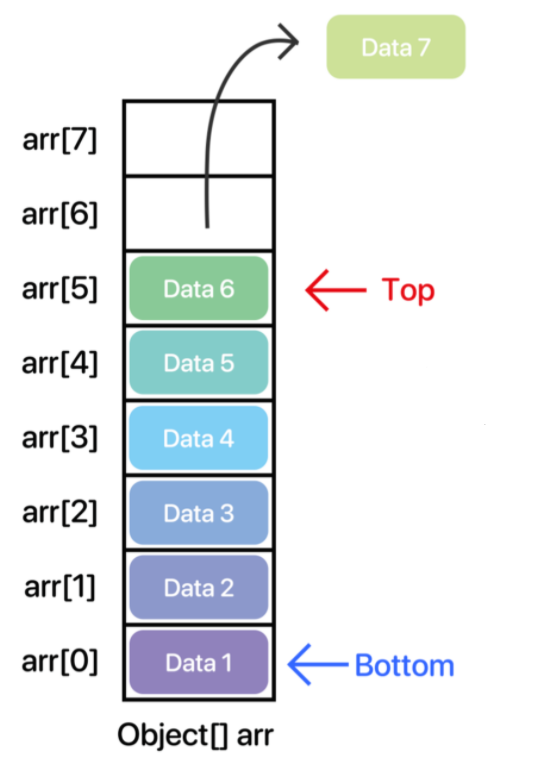 Data 7
arr[7]
arr[6]
arr[5] Data 6 Top
arr[4] Data 5
arr[3] Data 4
arr[2] Data 3
arr[1] Data 2
arr[0] Data 1 Bottom
Object[] arr